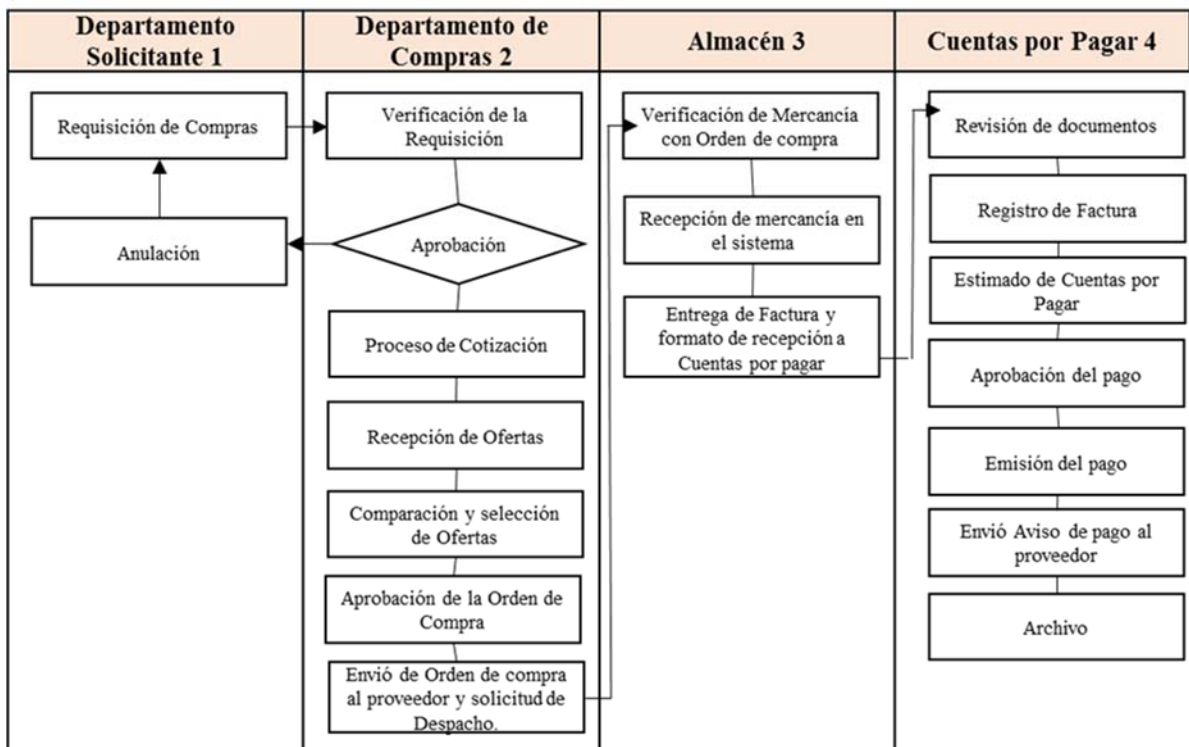 Departamento
Solicitante 1
Departamento de
Compras 2
Almacén 3
Cuentas por Pagar 4
Requisición de Compras
Anulación
Verificación de la
Requisición
Aprobación
Proceso de Cotización
Recepción de Ofertas
Comparación y selección
de Ofertas
Aprobación de la Orden de
Compra
Envió de Orden de compra
al proveedor y solicitud de
Despacho.
Verificación de Mercancía
con Orden de compra
Recepción de mercancía en
el sistema
Entrega de Factura y
formato de recepción a
Cuentas por pagar
Revisión de documentos
Registro de Factura
Estimado de Cuentas por
Pagar
Aprobación del pago
Emisión del pago
Envió Aviso de pago al
proveedor
Archivo